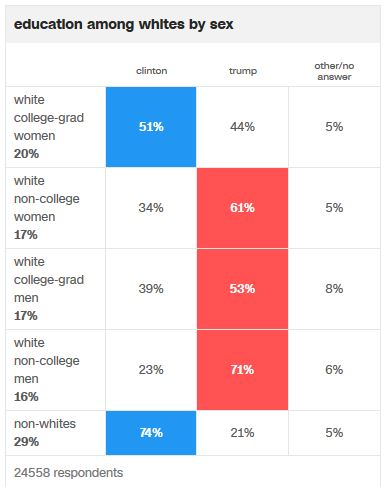 education among whites by sex
clinton trump other/no
answer
white
college-grad
women
20%
51% 44% 5%
white
non-college
women
17%
34% 61% 5%
white
college-grad
men
17%
39% 53% 8%
white
non-college
men
16%
23% 71% 6%
non-whites
29%
74% 21% 5%
24558 respondents